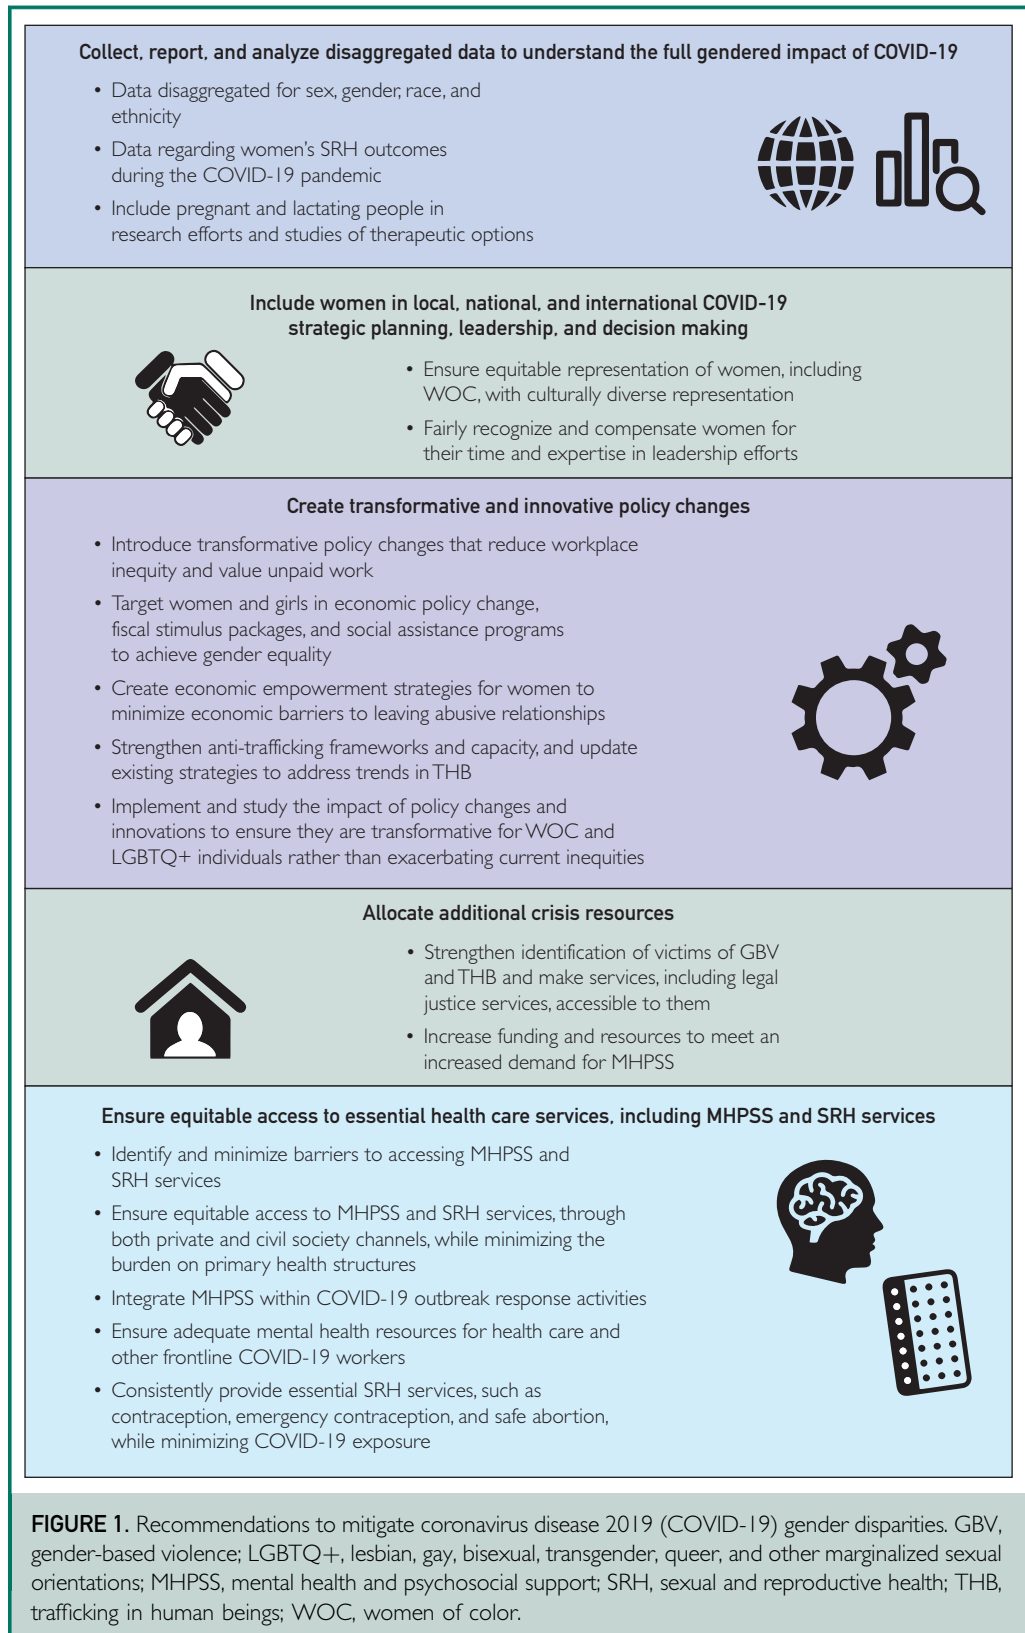 Collect, report, and analyze disaggregated data to understand the full gendered impact of COVID-19
• Data disaggregated for sex, gender, race, and
ethnicity
• Data regarding women's SRH outcomes
during the COVID-19 pandemic
• Include pregnant and lactating people in
research efforts and studies of therapeutic options
Include women in local, national, and international COVID-19
strategic planning, leadership, and decision making
• Ensure equitable representation of women, including
WOC, with culturally diverse representation
• Fairly recognize and compensate women for
their time and expertise in leadership efforts
Create transformative and innovative policy changes
• Introduce transformative policy changes that reduce workplace
inequity and value unpaid work
• Target women and girls in economic policy change,
fiscal stimulus packages, and social assistance programs
to achieve gender equality
• Create economic empowerment strategies for women to
minimize economic barriers to leaving abusive relationships
• Strengthen anti-trafficking frameworks and capacity, and update
existing strategies to address trends in THB
• Implement and study the impact of policy changes and
innovations to ensure they are transformative for WOC and
LGBTQ+ individuals rather than exacerbating current inequities
Allocate additional crisis resources
• Strengthen identification of victims of GBV
and THB and make services, including legal
justice services, accessible to them
• Increase funding and resources to meet an
increased demand for MHPSS
Ensure equitable access to essential health care services, including MHPSS and SRH services
• Identify and minimize barriers to accessing MHPSS and
SRH services
• Ensure equitable access to MHPSS and SRH services, through
both private and civil society channels, while minimizing the
burden on primary health structures
• Integrate MHPSS within COVID-19 outbreak response activities
• Ensure adequate mental health resources for health care and
other frontline COVID-19 workers
• Consistently provide essential SRH services, such as
contraception, emergency contraception, and safe abortion,
while minimizing COVID-19 exposure
FIGURE 1. Recommendations to mitigate coronavirus disease 2019 (COVID-19) gender disparities. GBV,
gender-based violence; LGBTQ+, lesbian, gay, bisexual, transgender, queer, and other marginalized sexual
orientations; MHPSS, mental health and psychosocial support; SRH, sexual and reproductive health; THB,
trafficking in human beings; WOC, women of color.